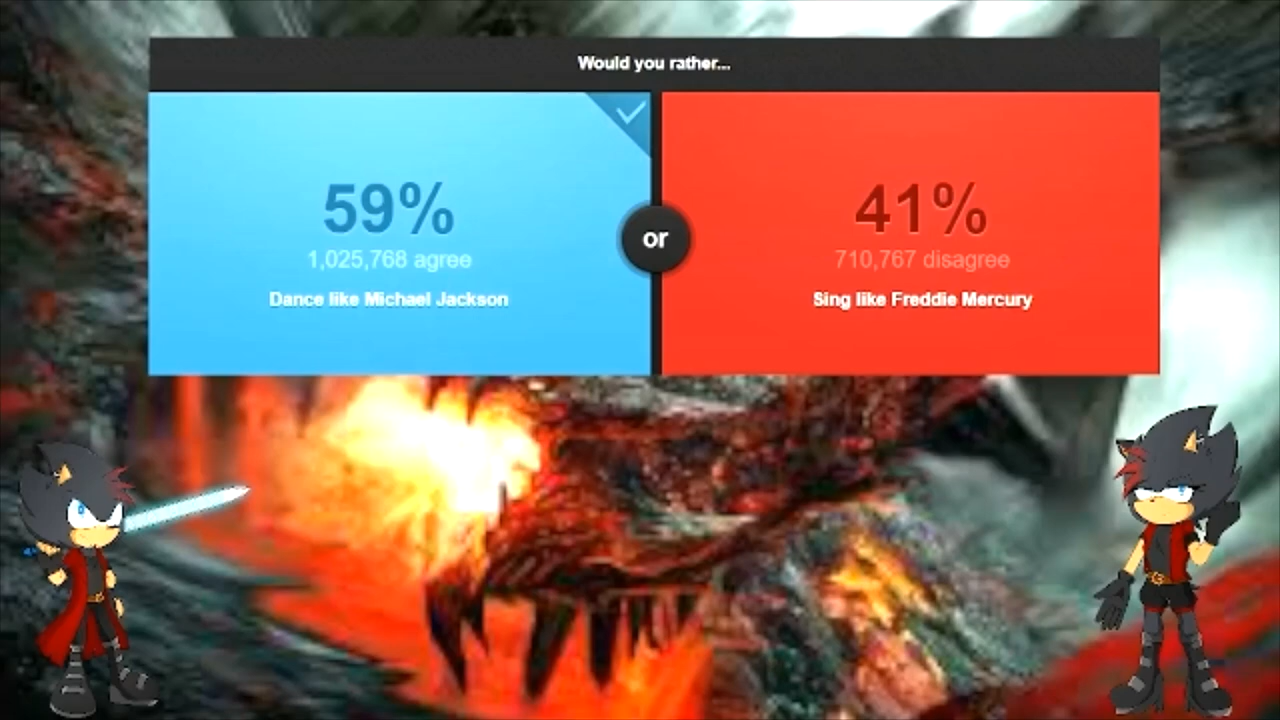 Would you rather...
59%
1,025,768 agree
Dance like Michael Jackson
or
41%
710,767 disagree
Sing like Freddie Mercury